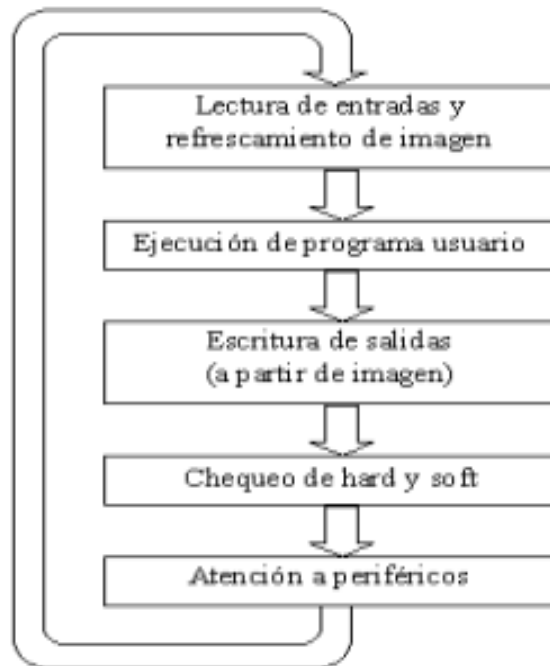 Lectura de entradas y
refrescamiento de imagen
Ejecución de programa usuario
Escritura de salidas
(a partir de imagen)
Chequeo de hard y soft
Atención a periféricos